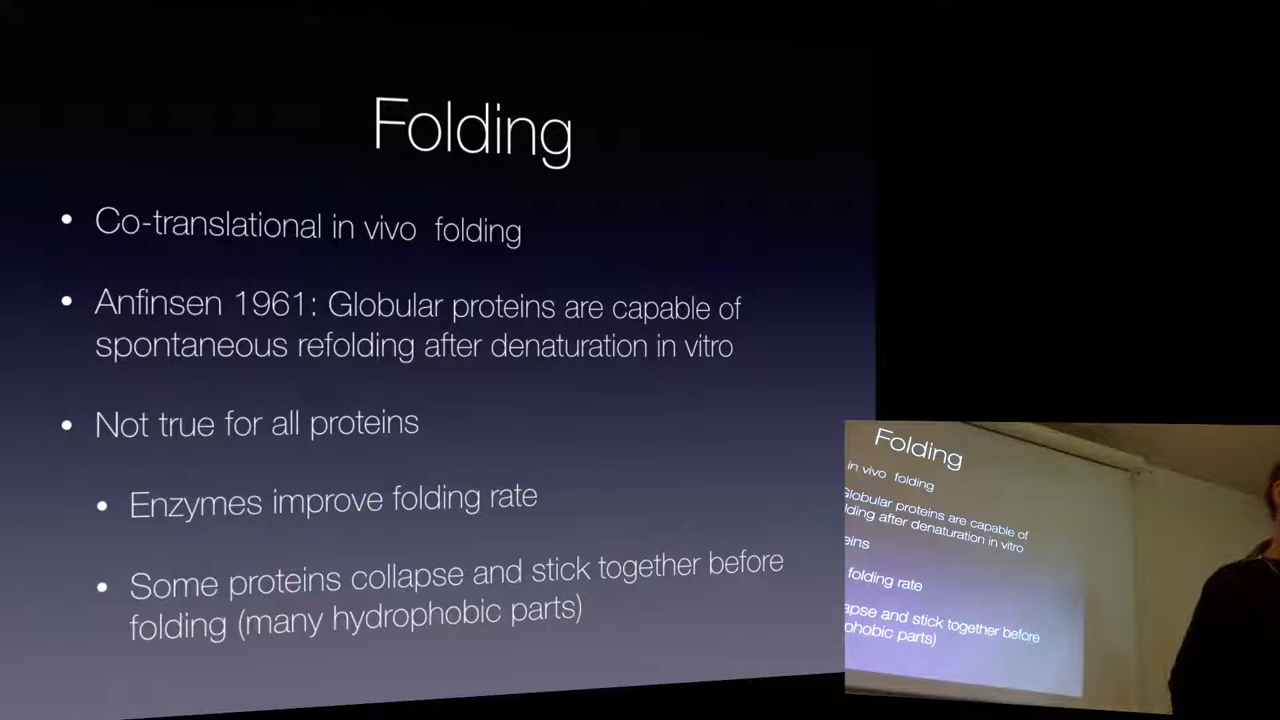 Folding
• Co-translational in vivo folding
• Anfinsen 1961: Globular proteins are capable of
spontaneous refolding after denaturation in vitro
• Not true for all proteins
• Enzymes improve folding rate
• Some proteins collapse and stick together before
folding (many hydrophobic parts)
Folding
in vivo folding
Globular proteins are capable of
lding after denaturation in vitro
eins
folding rate
apse and stick together before
ophobic parts)